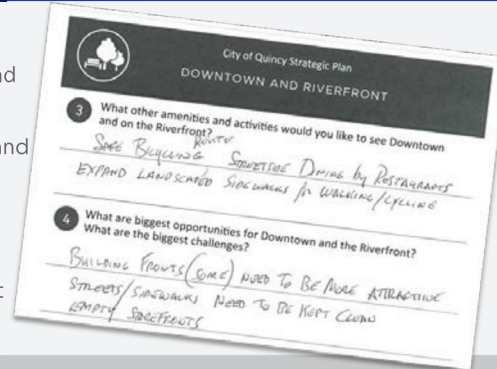 nd
and
t
City of Quincy Strategic Plan
DOWNTOWN AND RIVERFRONT
3 What other amenities and activities would you like to see Downtown
and on the Riverfront?
Route
SAFE BICYCLING STREETSIDE DINING by RESTAURANTS
EXPAND LANDSCAPED SIDEWALKS for WALKING/CYCLING
4 What are biggest opportunities for Downtown and the Riverfront?
What are the biggest challenges?
BUILDING FRONTS (SOME) NEED TO BE MORE ATTRACTIVE
STREETS/SIDEWALKS NEED TO BE KEPT CLEAN
EMPTY STOREFRONTS